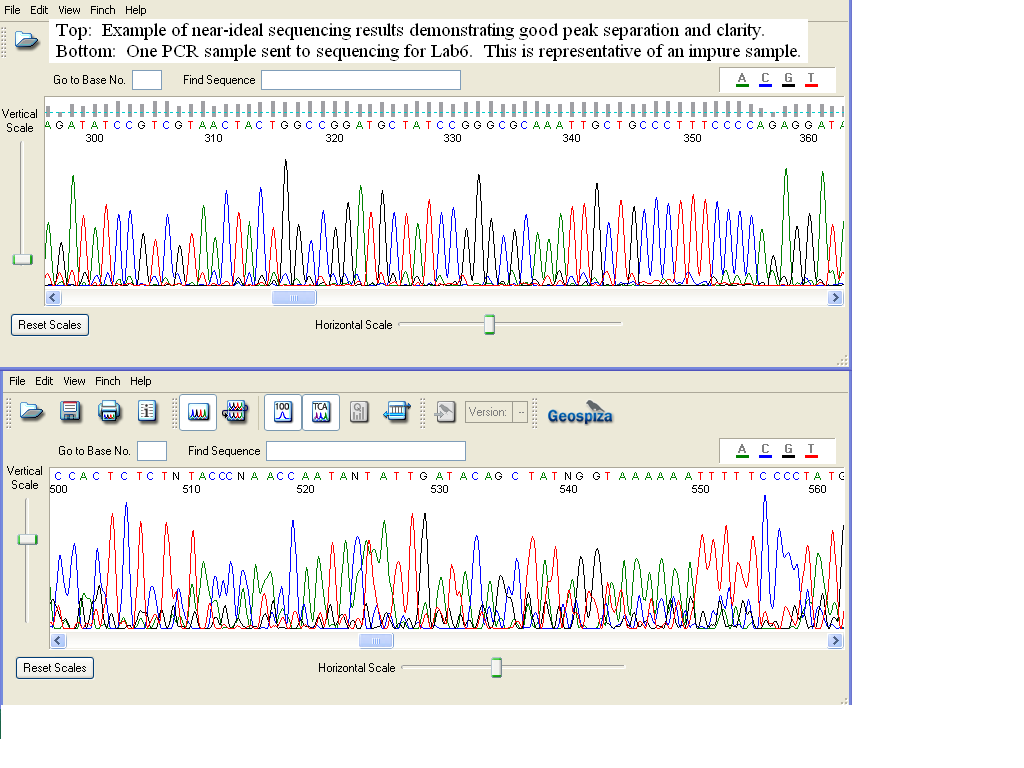 File Edit View Finch Help
Top: Example of near-ideal sequencing results demonstrating good peak separation and clarity.
Bottom: One PCR sample sent to sequencing for Lab6. This is representative of an impure sample.
Go to Base No. Find Sequence A C G T
Vertical Scale
AGATATCCGTCGTAACTACTGGCCGGATGCTATCCGGGCGCAAATTGCTGCCCTTTCCCCAGAGGATA
300 310 320 330 340 350 360
Reset Scales Horizontal Scale
File Edit View Finch Help
100 TCA Version: -- Geospiza
Go to Base No. Find Sequence A C G T
Vertical Scale
CCACTCTCTNTACCCNAACCAATANTATTGATACAGCTATNGGTAAAAAATTTTCCCCTATG
500 510 520 530 540 550 560
Reset Scales Horizontal Scale